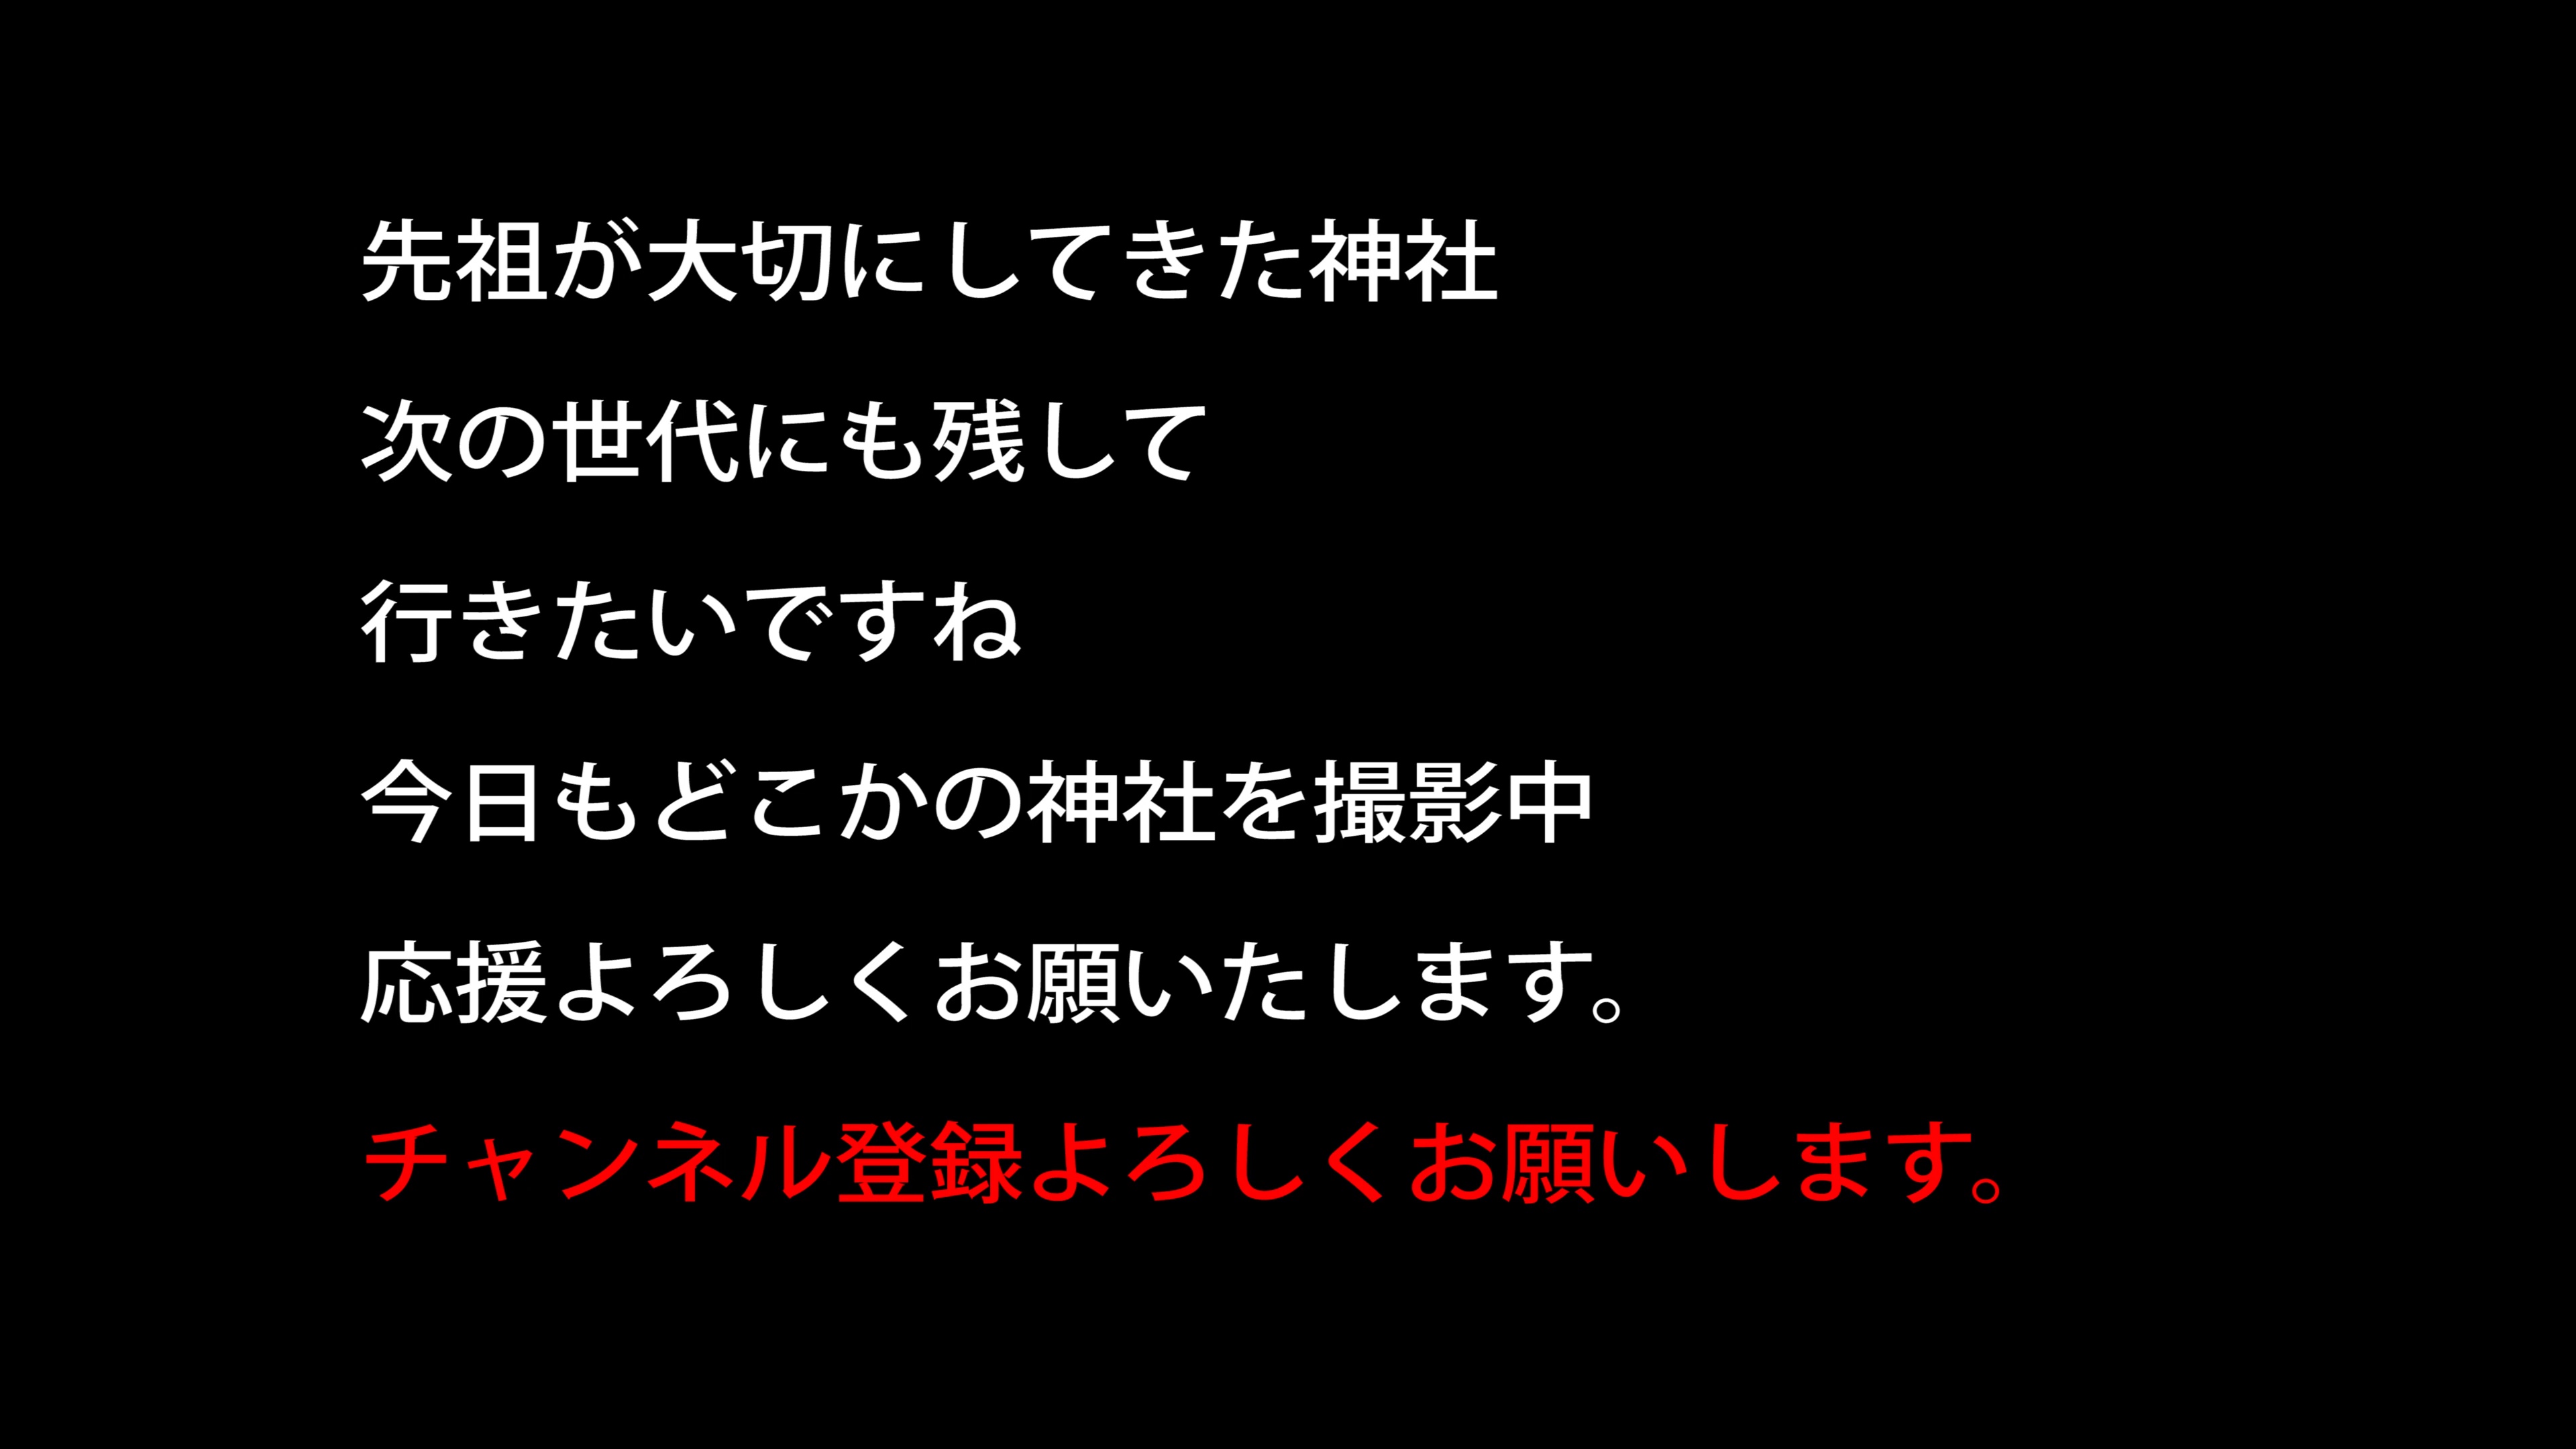 先祖が大切にしてきた神社
次の世代にも残して
行きたいですね
今日もどこかの神社を撮影中
応援よろしくお願いたします。
チャンネル登録よろしくお願いします。